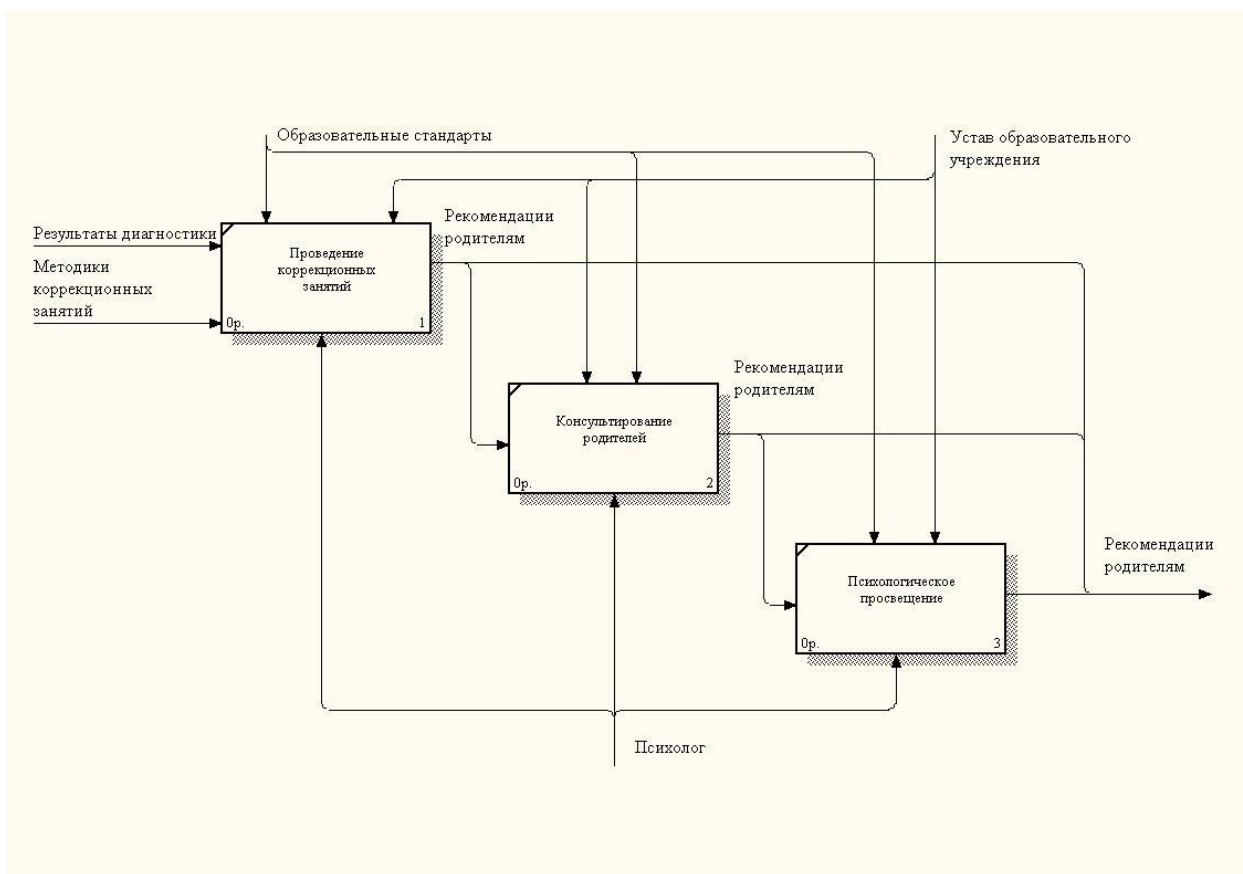 Образовательные стандарты
Устав образовательного
учреждения
Рекомендации
родителям
Результаты диагностики
Методики
коррекционных
занятий
Проведение
коррекционных
занятий
0р.
1
Рекомендации
родителям
Консультирование
родителей
0р.
2
Рекомендации
родителям
Психологическое
просвещение
0р.
3
Психолог